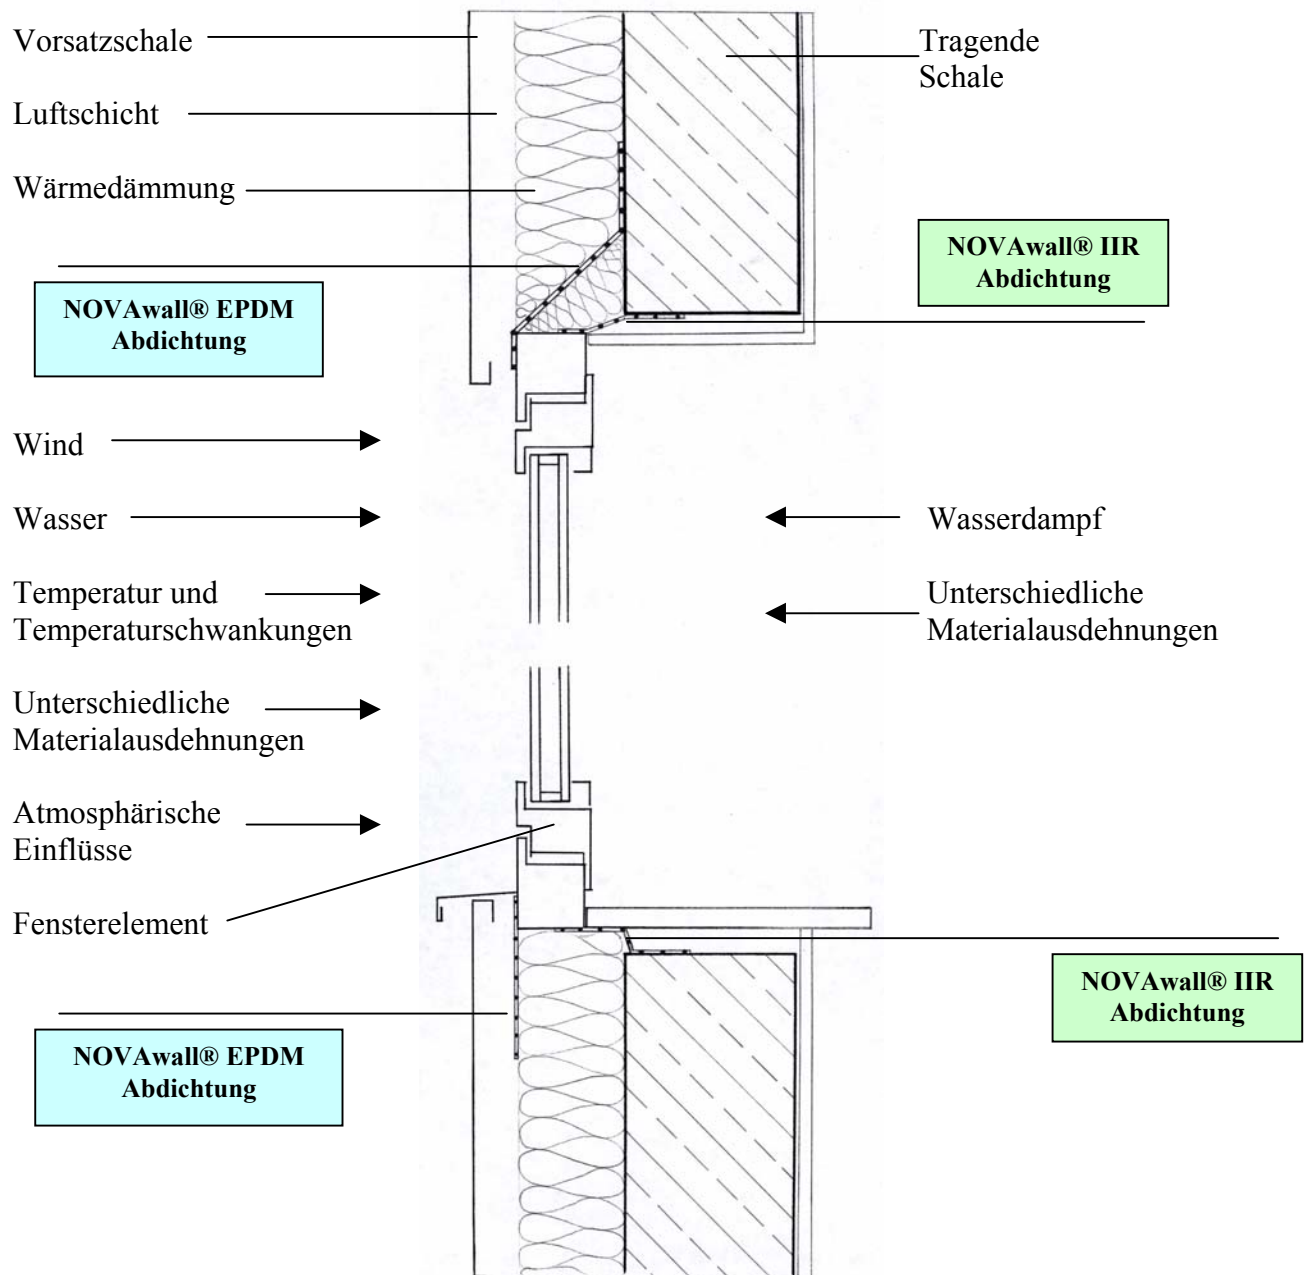 Vorsatzschale
Tragende
Schale
Luftschicht
Wärmedämmung
NOVAwall® IIR
Abdichtung
NOVAwall® EPDM
Abdichtung
Wind
Wasser
Wasserdampf
Temperatur und
Temperaturschwankungen
Unterschiedliche
Materialausdehnungen
Unterschiedliche
Materialausdehnungen
Atmosphärische
Einflüsse
Fensterelement
NOVAwall® IIR
Abdichtung
NOVAwall® EPDM
Abdichtung